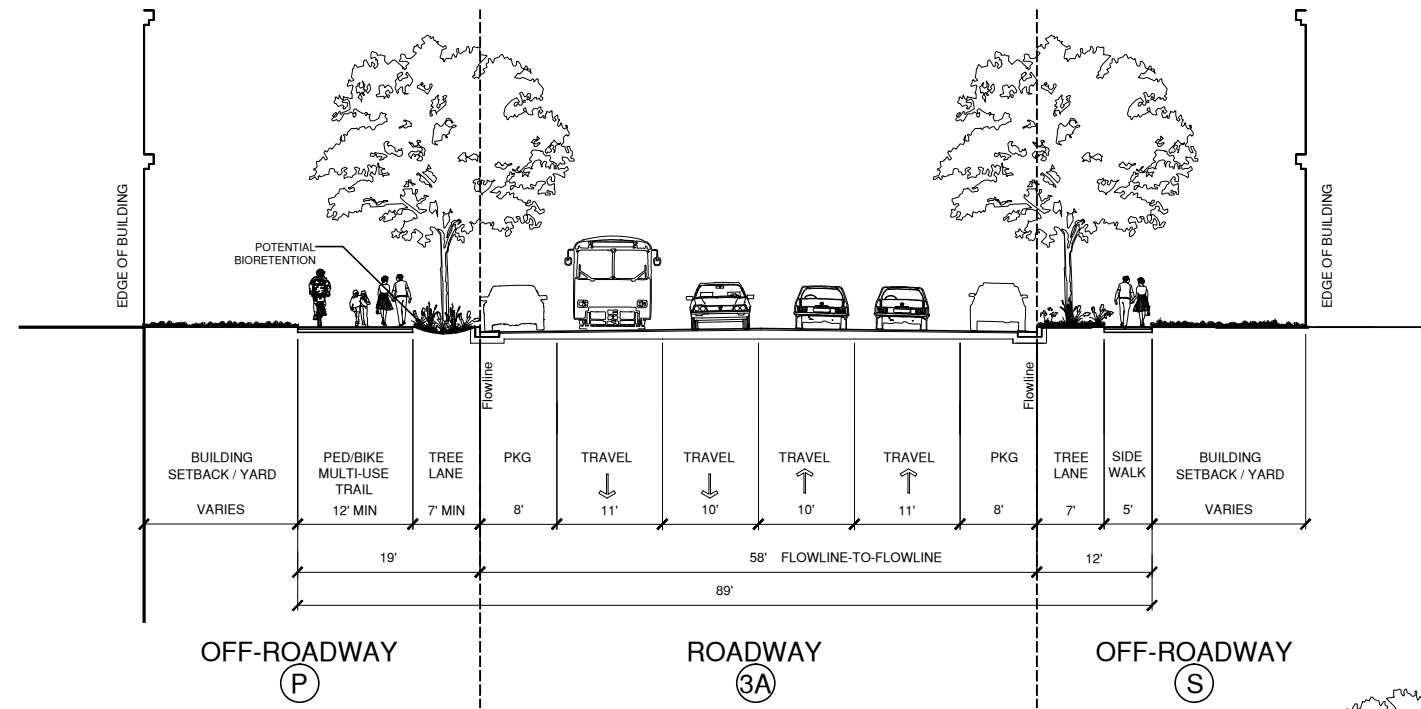 EDGE OF BUILDING
POTENTIAL
BIORETENTION
EDGE OF BUILDING
Flowline
Flowline
BUILDING
SETBACK / YARD
VARIES
PED/BIKE
MULTI-USE
TRAIL
12' MIN
TREE
LANE
7' MIN
PKG
8'
TRAVEL
11'
TRAVEL
10'
TRAVEL
10'
TRAVEL
11'
PKG
8'
TREE
LANE
7'
SIDE
WALK
5'
BUILDING
SETBACK / YARD
VARIES
19'
58' FLOWLINE-TO-FLOWLINE
12'
89'
OFF-ROADWAY
P
ROADWAY
3A
OFF-ROADWAY
S